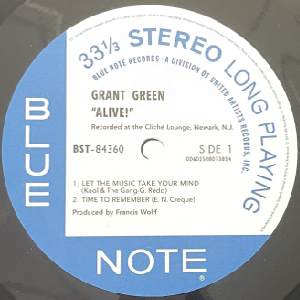 33⅓ STEREO LONG PLAYING
BLUE NOTE RECORDS · A DIVISION OF UNITED ARTISTS RECORDS, INC.
GRANT GREEN
"ALIVE!"
Recorded at the Cliché Lounge, Newark, N.J.
BST-84360 SIDE 1
00602508073854
1. LET THE MUSIC TAKE YOUR MIND
(Kool & The Gang-G. Redd)
2. TIME TO REMEMBER (E. N. Creque)
Produced by Francis Wolf
BLUE
NOTE
®